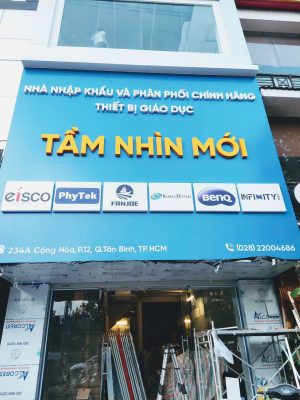 NHÀ NHẬP KHẨU VÀ PHÂN PHỐI CHÍNH HÃNG
THIẾT BỊ GIÁO DỤC
TẦM NHÌN MỚI
eisco PhyTek FANJOE BenQ INFINITY
234A Cộng Hòa, P.12, Q.Tân Bình, TP.HCM (028) 22004686
ALCOREST